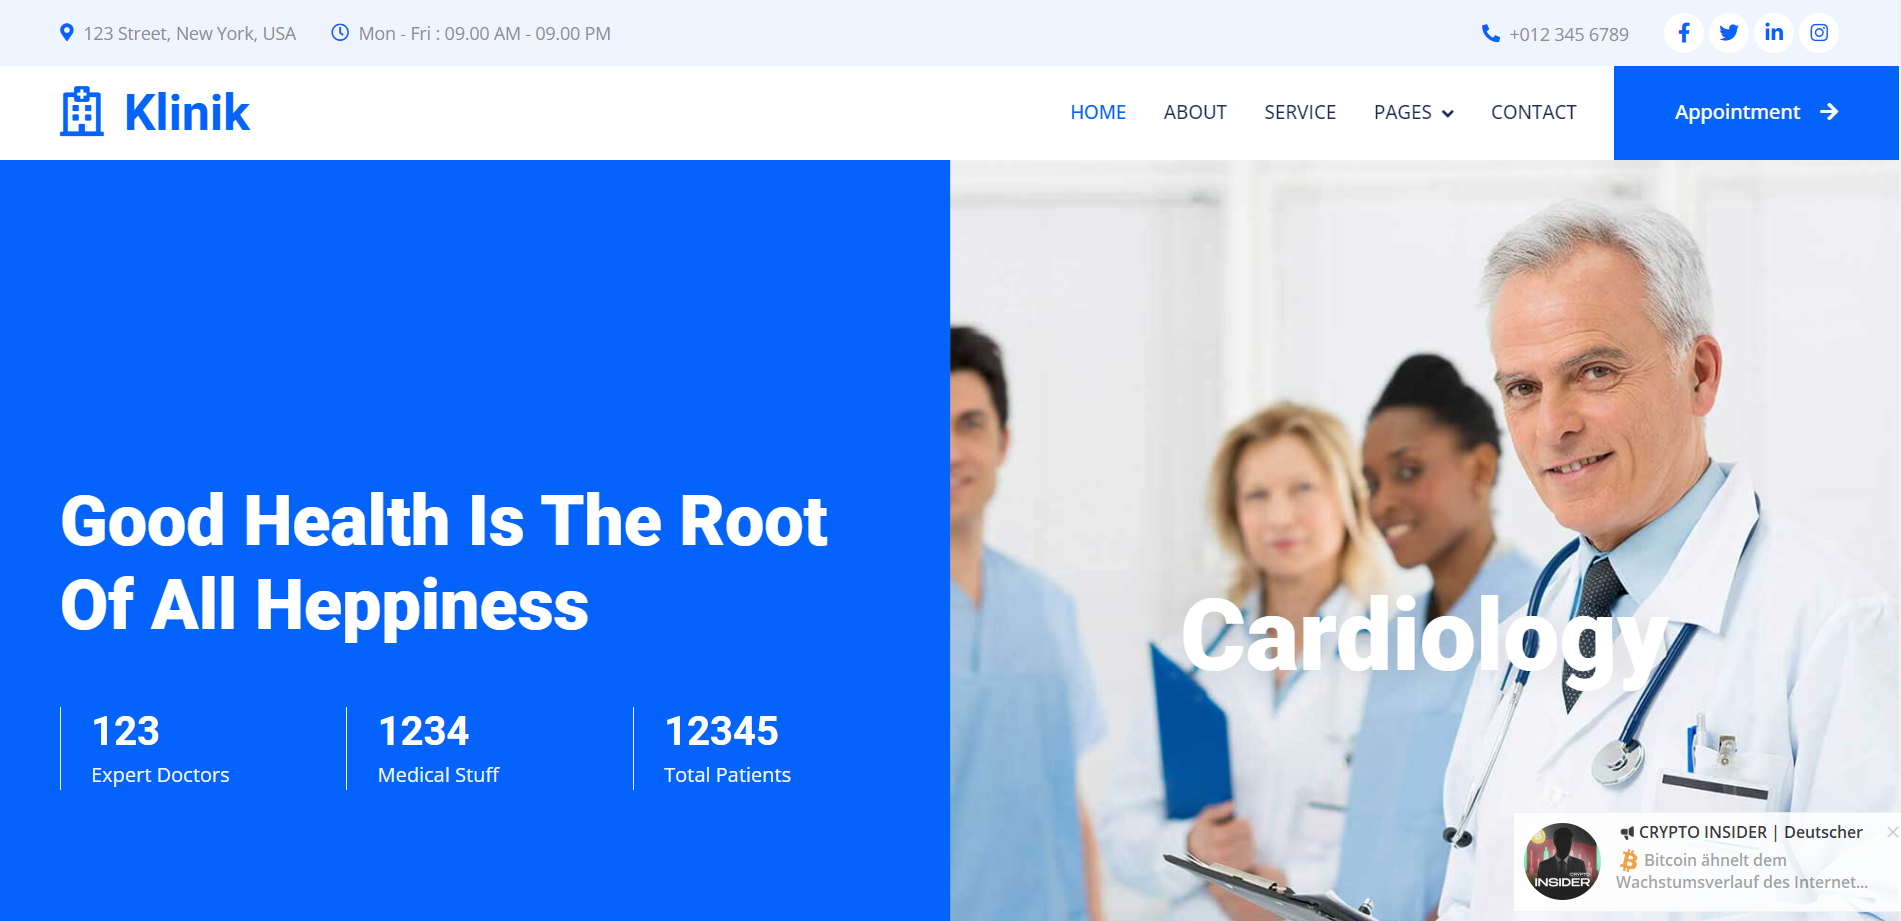 123 Street, New York, USA
Mon - Fri : 09.00 AM - 09.00 PM
+012 345 6789
Klinik
HOME
ABOUT
SERVICE
PAGES
CONTACT
Appointment
Good Health Is The Root
Of All Heppiness
123
Expert Doctors
1234
Medical Stuff
12345
Total Patients
Cardiology
CRYPTO INSIDER | Deutscher
Bitcoin ähnelt dem
Wachstumsverlauf des Internet...
CRYPTO
INSIDER